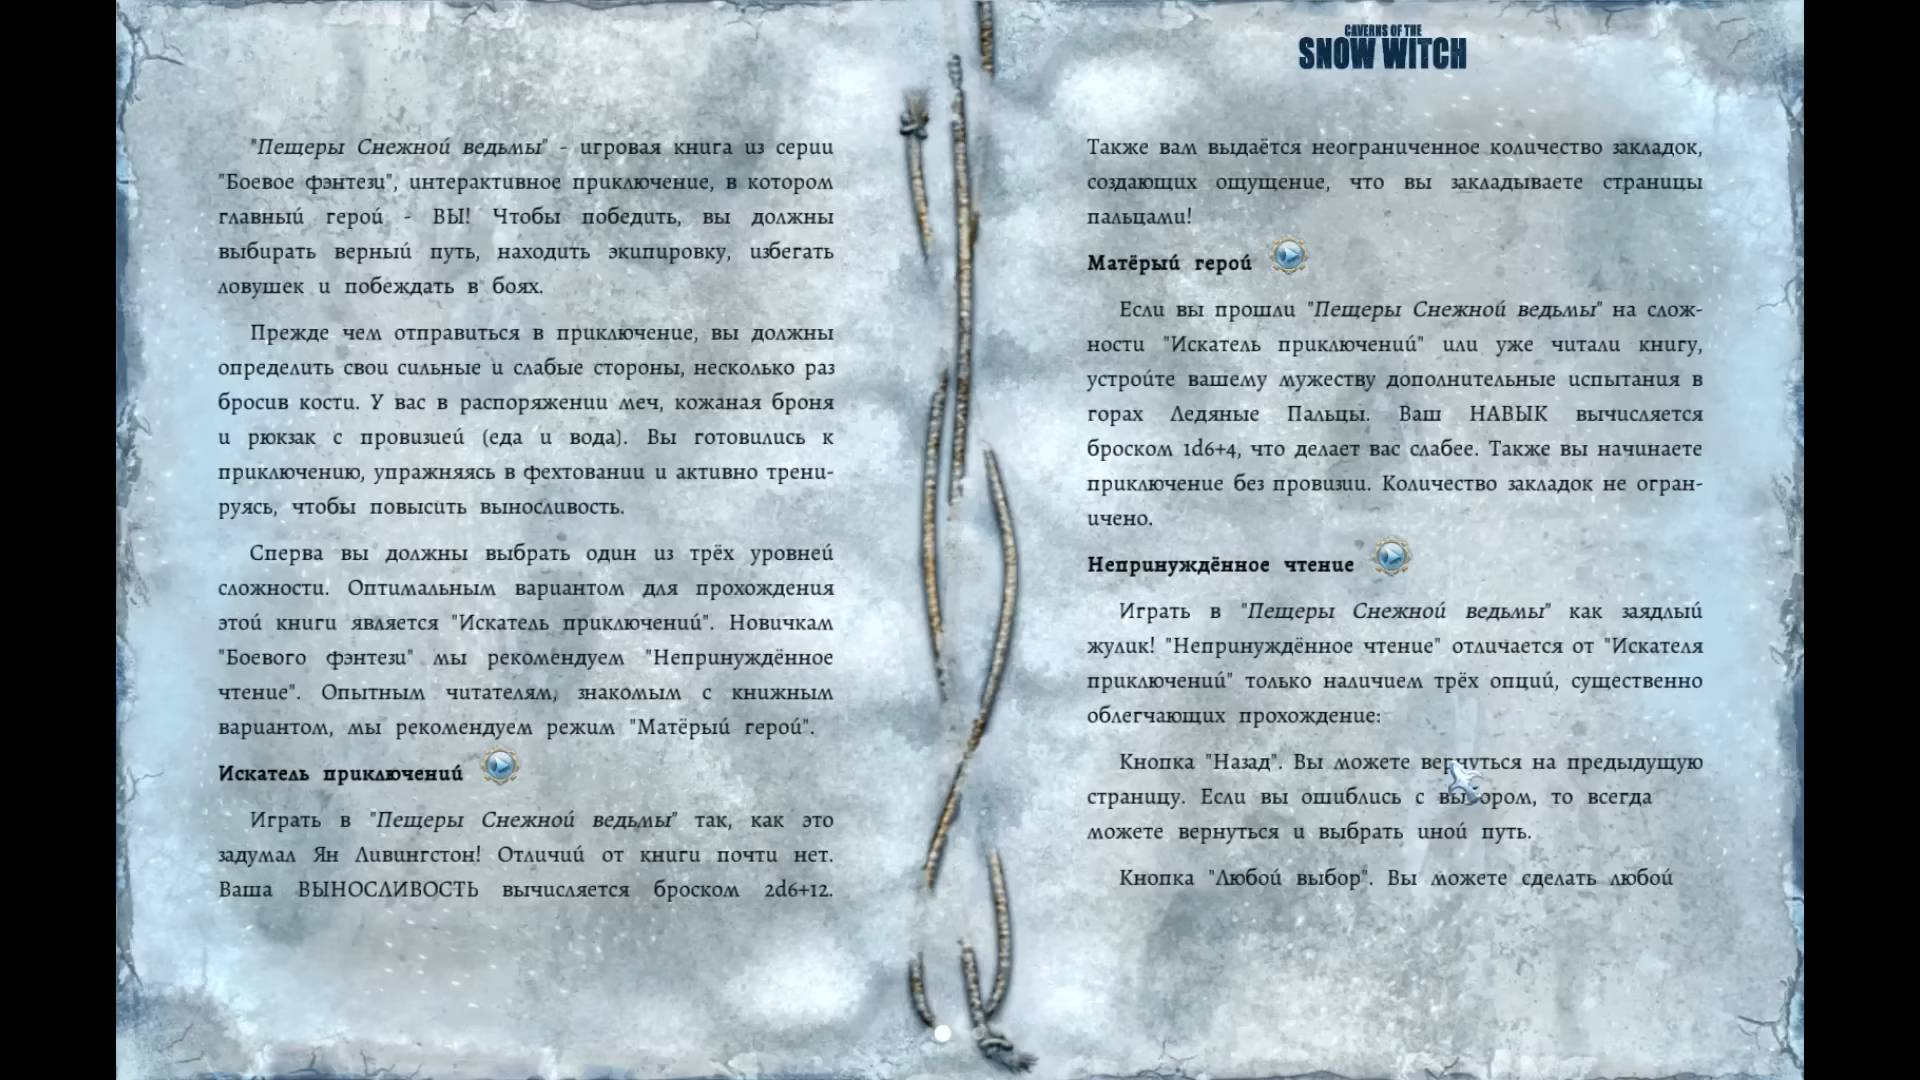 "Пещеры Снежной ведьмы" - игровая книга из серии
"Боевое фэнтези", интерактивное приключение, в котором
главный герой - ВЫ! Чтобы победить, вы должны
выбирать верный путь, находить экипировку, избегать
ловушек и побеждать в боях.
Прежде чем отправиться в приключение, вы должны
определить свои сильные и слабые стороны, несколько раз
бросив кости. У вас в распоряжении меч, кожаная броня
и рюкзак с провизией (еда и вода). Вы готовились к
приключению, упражняясь в фехтовании и активно трени-
руясь, чтобы повысить выносливость.
Сперва вы должны выбрать один из трёх уровней
сложности. Оптимальным вариантом для прохождения
этой книги является "Искатель приключений". Новичкам
"Боевого фэнтези" мы рекомендуем "Непринуждённое
чтение". Опытным читателям, знакомым с книжным
вариантом, мы рекомендуем режим "Матёрый герой".
Искатель приключений
Играть в "Пещеры Снежной ведьмы" так, как это
задумал Ян Ливингстон! Отличий от книги почти нет.
Ваша ВЫНОСЛИВОСТЬ вычисляется броском 2d6+12.
CAVERNS OF THE
SNOW WITCH
Также вам выдаётся неограниченное количество закладок,
создающих ощущение, что вы закладываете страницы
пальцами!
Матёрый герой
Если вы прошли "Пещеры Снежной ведьмы" на слож-
ности "Искатель приключений" или уже читали книгу,
устройте вашему мужеству дополнительные испытания в
горах Ледяные Пальцы. Ваш НАВЫК вычисляется
броском 1d6+4, что делает вас слабее. Также вы начинаете
приключение без провизии. Количество закладок не огран-
ичено.
Непринуждённое чтение
Играть в "Пещеры Снежной ведьмы" как заядлый
жулик! "Непринуждённое чтение" отличается от "Искателя
приключений" только наличием трёх опций, существенно
облегчающих прохождение:
Кнопка "Назад". Вы можете вернуться на предыдущую
страницу. Если вы ошиблись с выбором, то всегда
можете вернуться и выбрать иной путь.
Кнопка "Любой выбор". Вы можете сделать любой